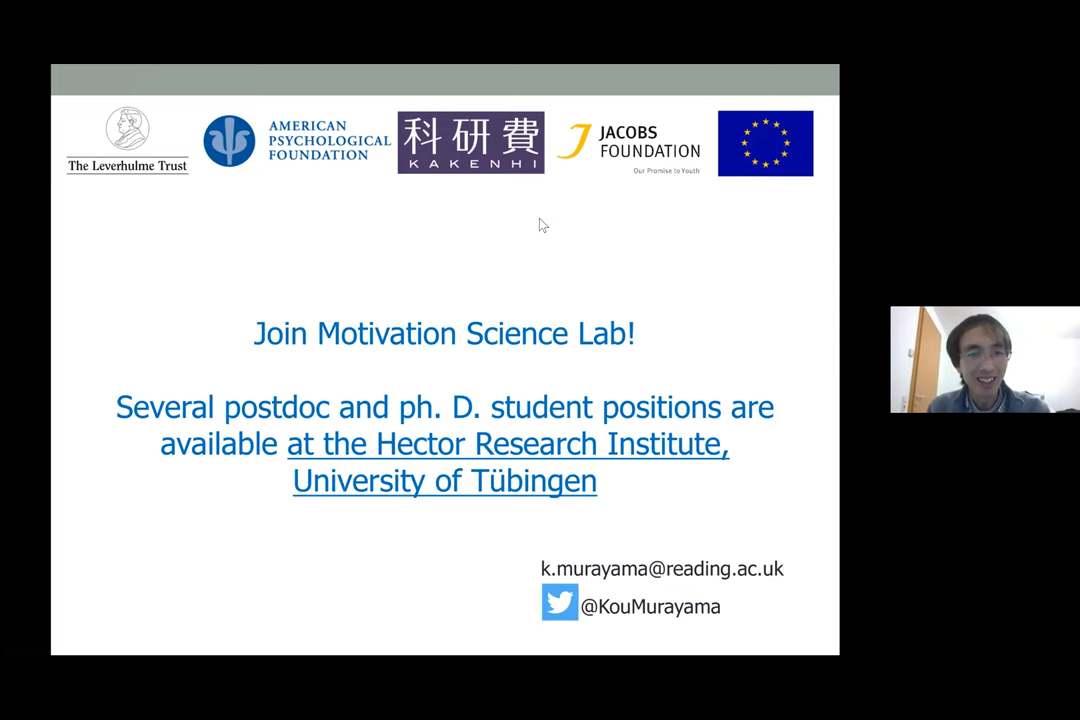 The Leverhulme Trust
AMERICAN
PSYCHOLOGICAL
FOUNDATION
科研費
KAKENHI
JACOBS
FOUNDATION
Our Promise to Youth
Join Motivation Science Lab!
Several postdoc and ph. D. student positions are
available at the Hector Research Institute,
University of Tübingen
k.murayama@reading.ac.uk
@KouMurayama